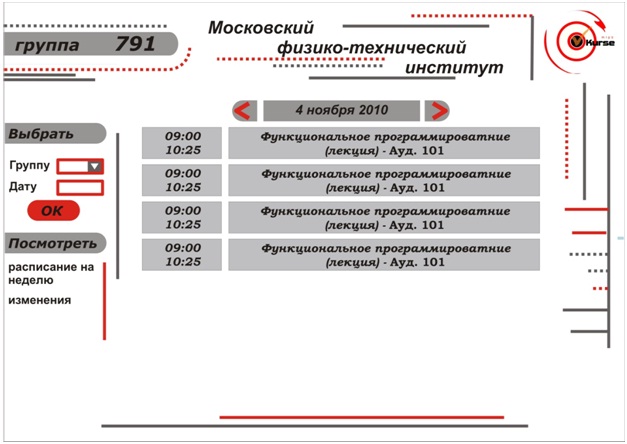 группа 791
Московский
физико-технический
институт
Kurse
4 ноября 2010
Выбрать
Группу
Дату
OK
Посмотреть
расписание на
неделю
изменения
09:00
10:25
Функциональное программироватние
(лекция) - Ауд. 101
09:00
10:25
Функциональное программироватние
(лекция) - Ауд. 101
09:00
10:25
Функциональное программироватние
(лекция) - Ауд. 101
09:00
10:25
Функциональное программироватние
(лекция) - Ауд. 101